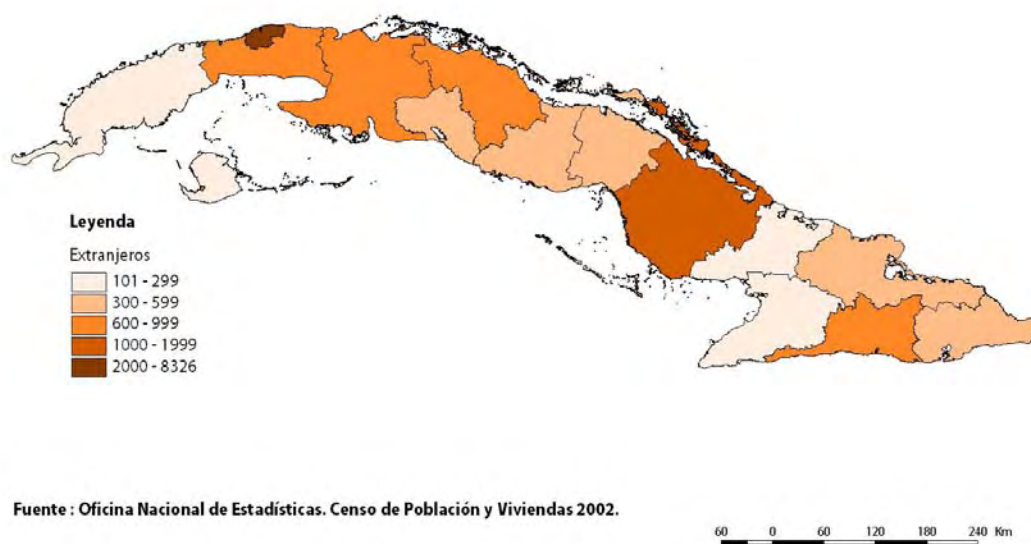 Leyenda
Extranjeros
101 - 299
300 - 599
600 - 999
1000 - 1999
2000 - 8326
Fuente : Oficina Nacional de Estadísticas. Censo de Población y Viviendas 2002.
60 0 60 120 180 240 Km